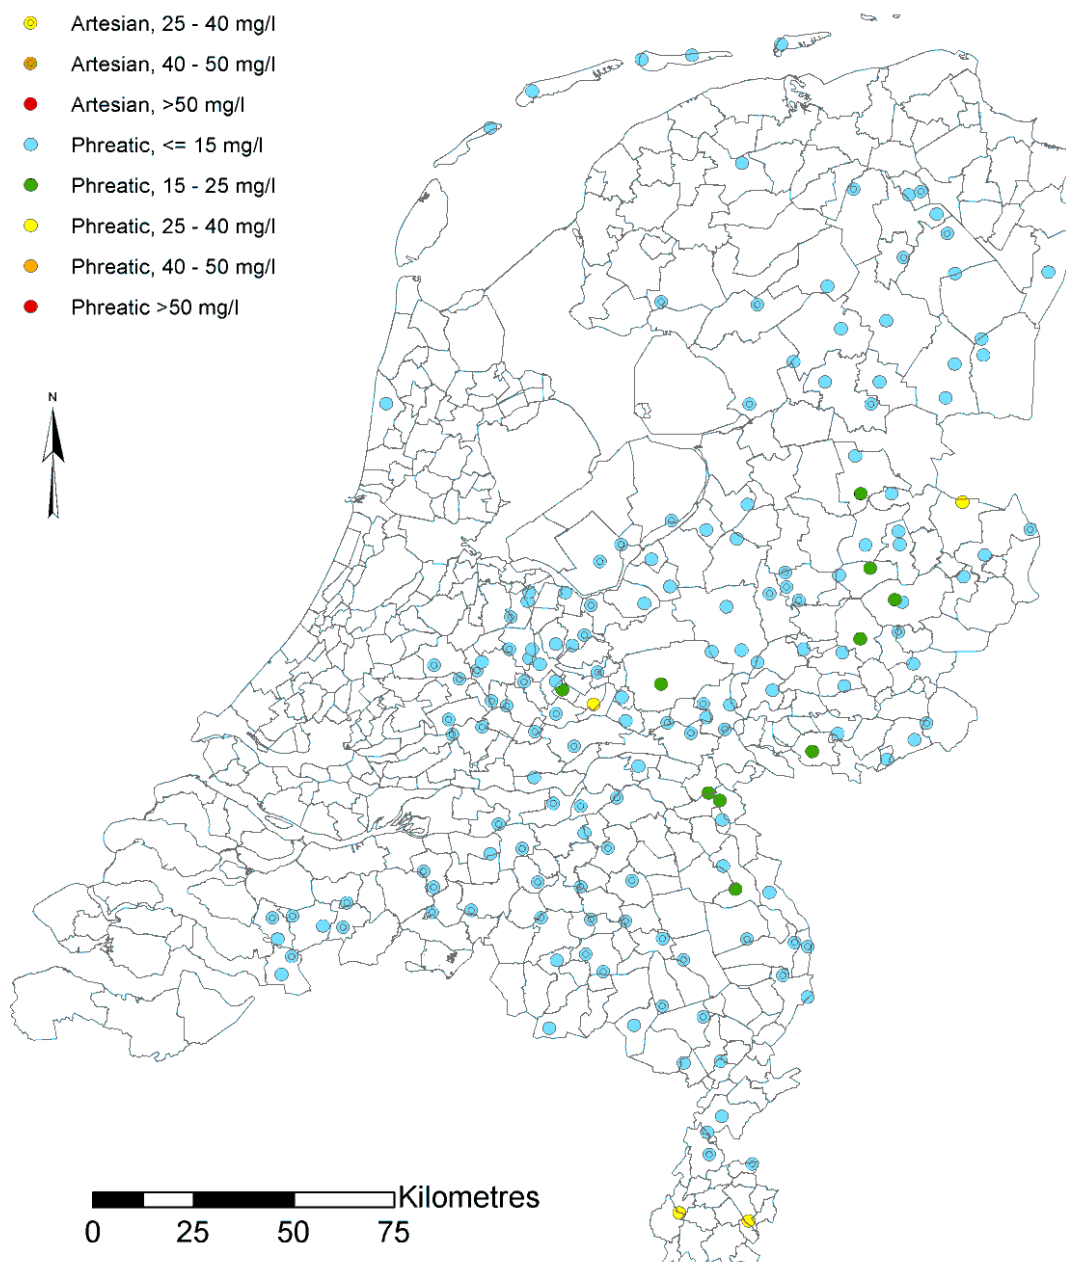 Artesian, 25 - 40 mg/l
Artesian, 40 - 50 mg/l
Artesian, >50 mg/l
Phreatic, <= 15 mg/l
Phreatic, 15 - 25 mg/l
Phreatic, 25 - 40 mg/l
Phreatic, 40 - 50 mg/l
Phreatic >50 mg/l
N
Kilometres
0 25 50 75